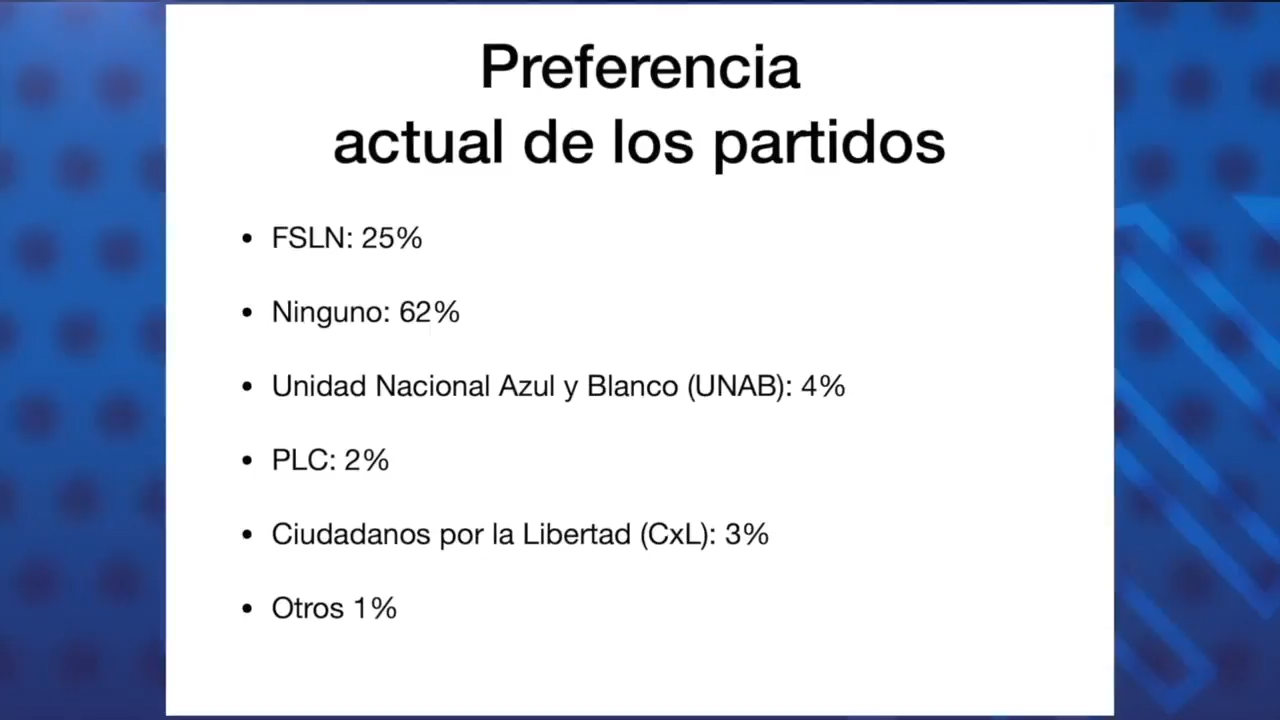 Preferencia
actual de los partidos
• FSLN: 25%
• Ninguno: 62%
• Unidad Nacional Azul y Blanco (UNAB): 4%
• PLC: 2%
• Ciudadanos por la Libertad (CxL): 3%
• Otros 1%